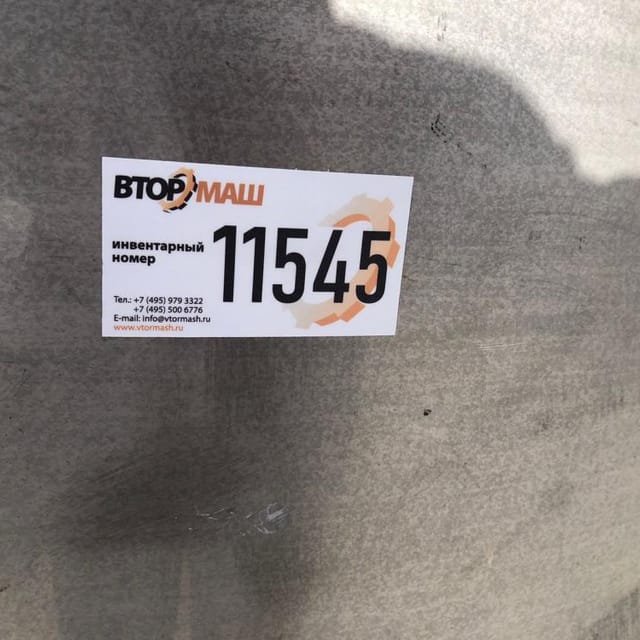 ВТОРМАШ
инвентарный
номер
11545
Тел.: +7 (495) 979 3322
+7 (495) 500 6776
E-mail: info@vtormash.ru
www.vtormash.ru